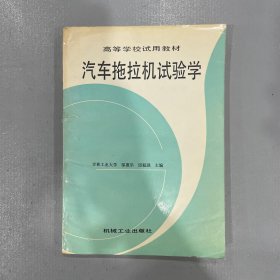 高等学校试用教材
汽车拖拉机试验学
吉林工业大学 主编
机械工业出版社